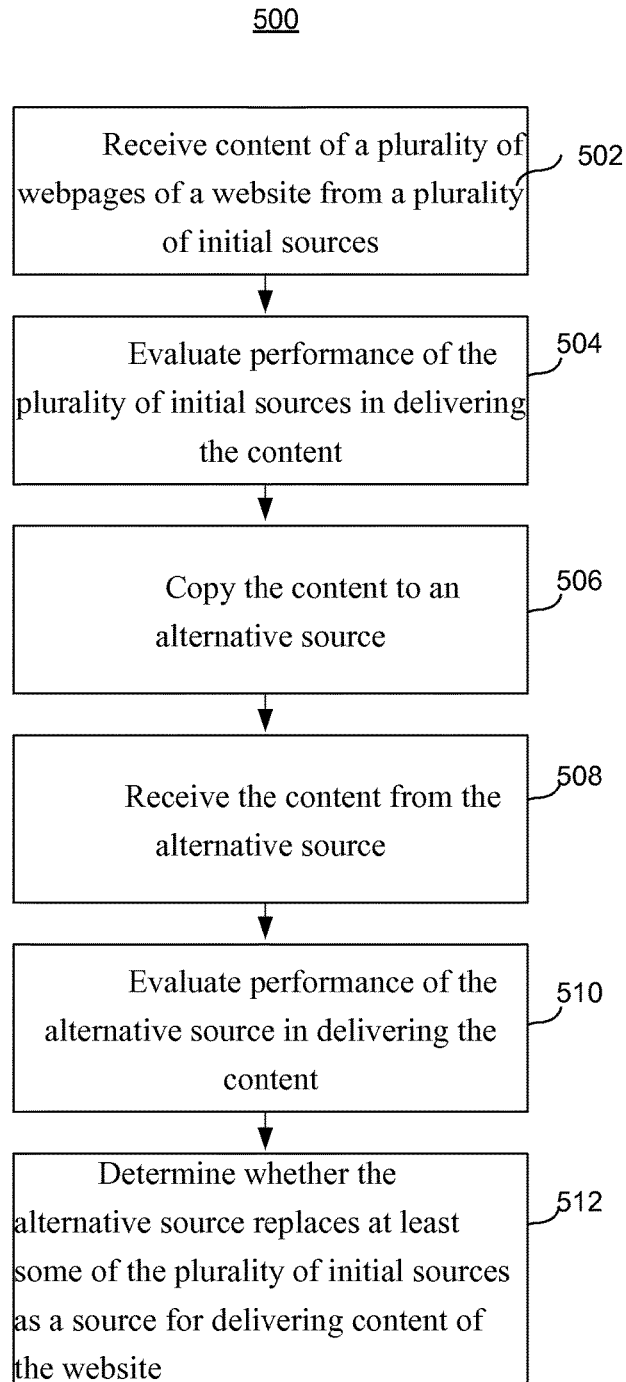 500
Receive content of a plurality of
webpages of a website from a plurality
of initial sources
502
Evaluate performance of the
plurality of initial sources in delivering
the content
504
Copy the content to an
alternative source
506
Receive the content from the
alternative source
508
Evaluate performance of the
alternative source in delivering the
content
510
Determine whether the
alternative source replaces at least
some of the plurality of initial sources
as a source for delivering content of
the website
512